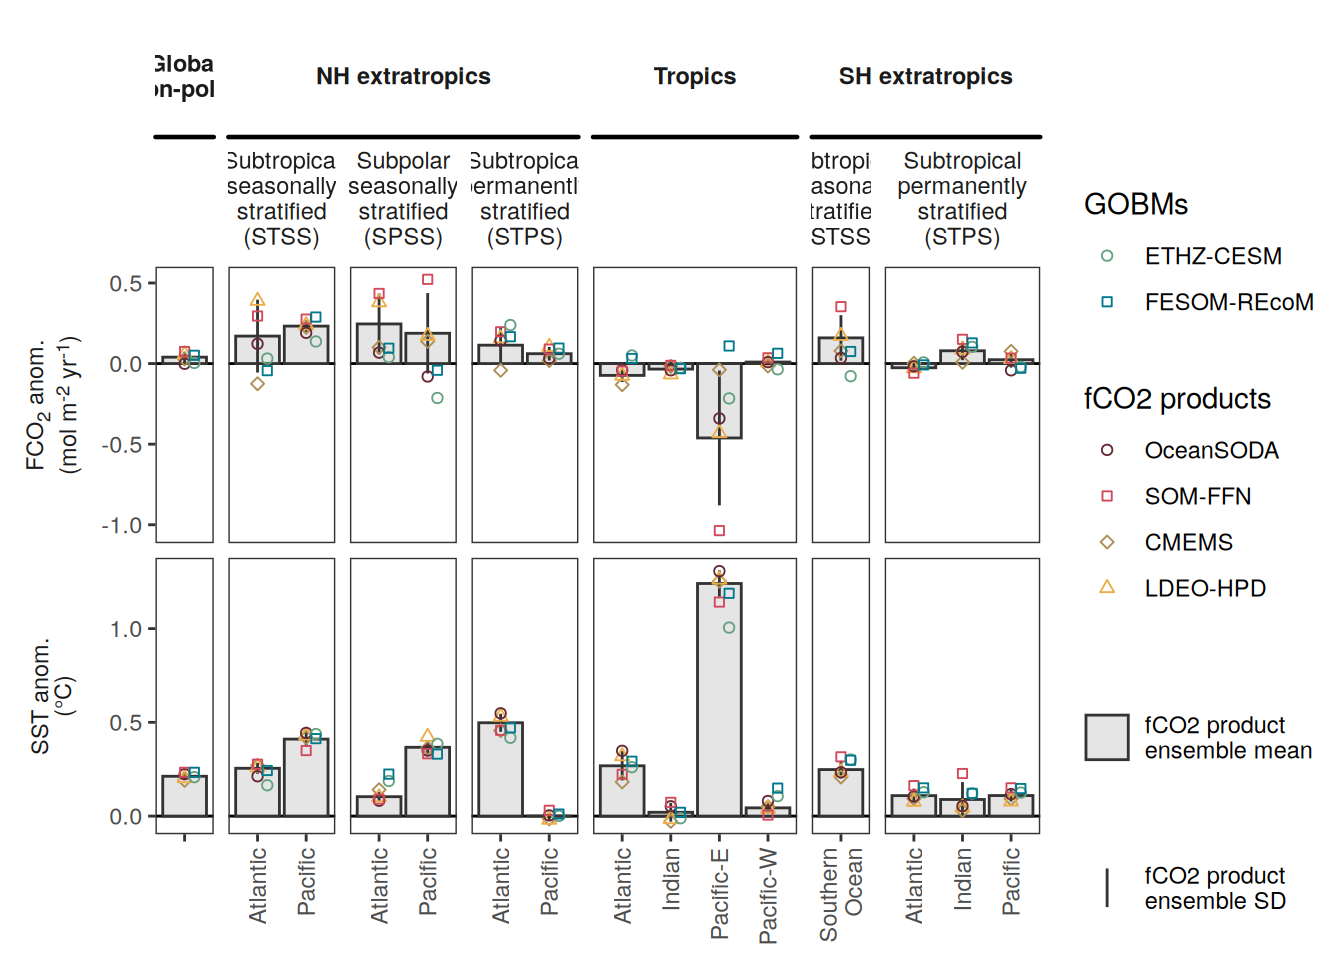 Globa
on-pol
NH extratropics
Tropics
SH extratropics
Subtropica
seasonally
stratified
(STSS)
Subpolar
seasonally
stratified
(SPSS)
Subtropica
permanentl
stratified
(STPS)
btropi
asona
tratifie
STSS
Subtropical
permanently
stratified
(STPS)
FCO2 anom.
(mol m-2 yr-1)
0.5
0.0
-0.5
-1.0
SST anom.
(°C)
1.0
0.5
0.0
Atlantic
Pacific
Atlantic
Pacific
Atlantic
Pacific
Atlantic
Indian
Pacific-E
Pacific-W
Southern
Ocean
Atlantic
Indian
Pacific
GOBMs
ETHZ-CESM
FESOM-REcoM
fCO2 products
OceanSODA
SOM-FFN
CMEMS
LDEO-HPD
fCO2 product
ensemble mean
fCO2 product
ensemble SD